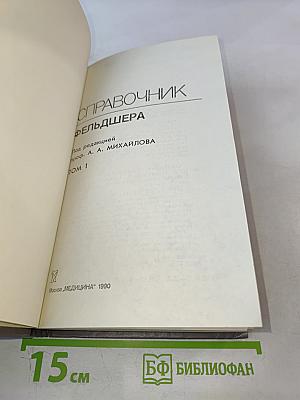 СПРАВОЧНИК
ФЕЛЬДШЕРА
Под редакцией
проф. А. А. МИХАЙЛОВА
ТОМ 1
Москва „МЕДИЦИНА" 1990
15 см
БФ БИБЛИОФАН